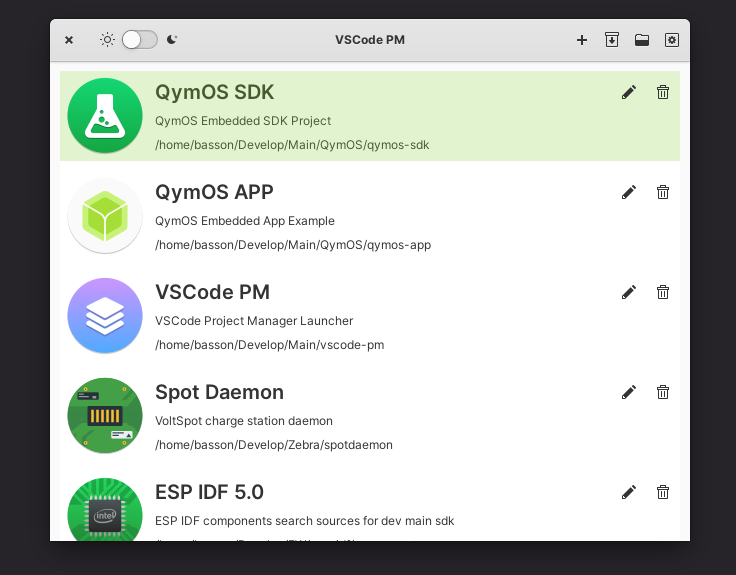 VSCode PM
QymOS SDK
QymOS Embedded SDK Project
/home/basson/Develop/Main/QymOS/qymos-sdk
QymOS APP
QymOS Embedded App Example
/home/basson/Develop/Main/QymOS/qymos-app
VSCode PM
VSCode Project Manager Launcher
/home/basson/Develop/Main/vscode-pm
Spot Daemon
VoltSpot charge station daemon
/home/basson/Develop/Zebra/spotdaemon
ESP IDF 5.0
intel
ESP IDF components search sources for dev main sdk